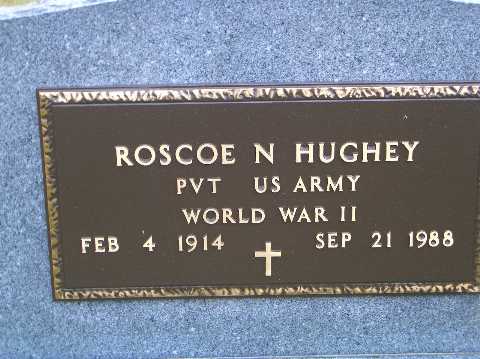 ROSCOE N HUGHEY
PVT US ARMY
WORLD WAR II
FEB 4 1914 SEP 21 1988